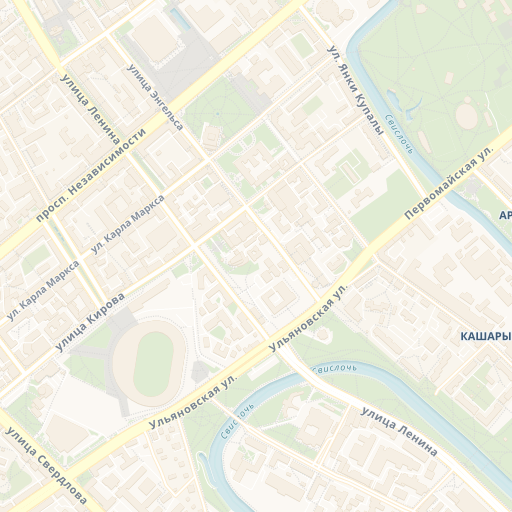 ул. Янки Купалы
улица Ленина
улица Энгельса
Свислочь
просп. Независимости
Первомайская ул.
ул. Карла Маркса
АР
ул. Карла Маркса
улица Кирова
Ульяновская ул.
КАШАРЫ
Свислочь
Ульяновская ул.
Свислочь
улица Ленина
улица Свердлова